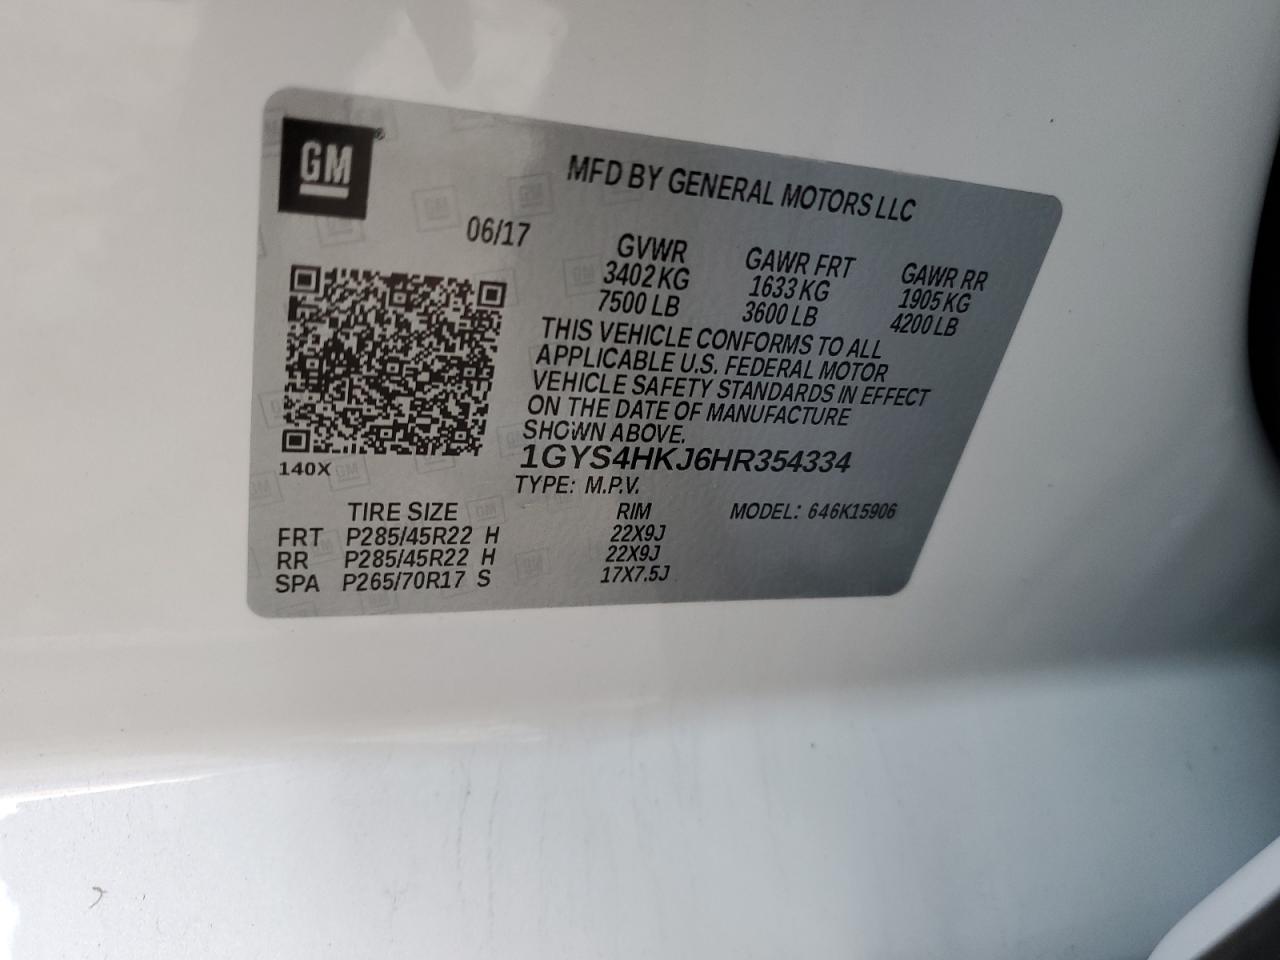 GM®
MFD BY GENERAL MOTORS LLC
06/17
GVWR GAWR FRT GAWR RR
3402 KG 1633 KG 1905 KG
7500 LB 3600 LB 4200 LB
THIS VEHICLE CONFORMS TO ALL
APPLICABLE U.S. FEDERAL MOTOR
VEHICLE SAFETY STANDARDS IN EFFECT
ON THE DATE OF MANUFACTURE
SHOWN ABOVE.
140X
1GYS4HKJ6HR354334
TYPE: M.P.V.
TIRE SIZE RIM MODEL: 646K15906
FRT P285/45R22 H 22X9J
RR P285/45R22 H 22X9J
SPA P265/70R17 S 17X7.5J